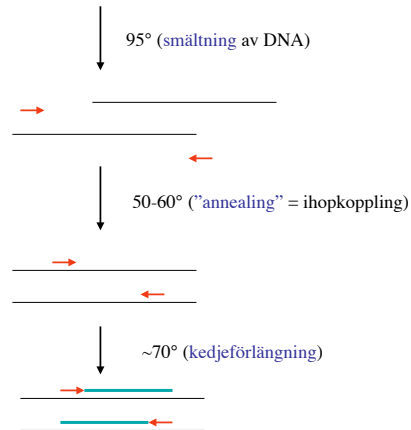 95° (smältning av DNA)
50-60° (”annealing” = ihopkoppling)
~70° (kedjeförlängning)